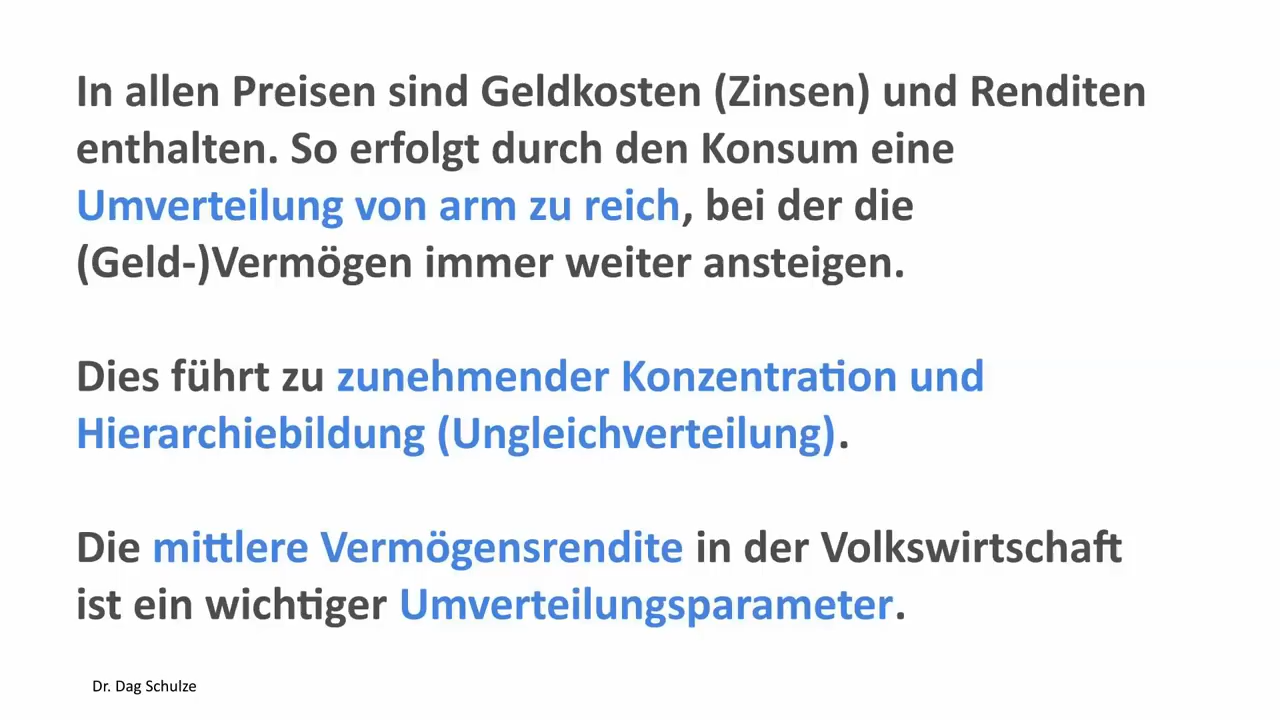 In allen Preisen sind Geldkosten (Zinsen) und Renditen
enthalten. So erfolgt durch den Konsum eine
Umverteilung von arm zu reich, bei der die
(Geld-)Vermögen immer weiter ansteigen.
Dies führt zu zunehmender Konzentration und
Hierarchiebildung (Ungleichverteilung).
Die mittlere Vermögensrendite in der Volkswirtschaft
ist ein wichtiger Umverteilungsparameter.
Dr. Dag Schulze